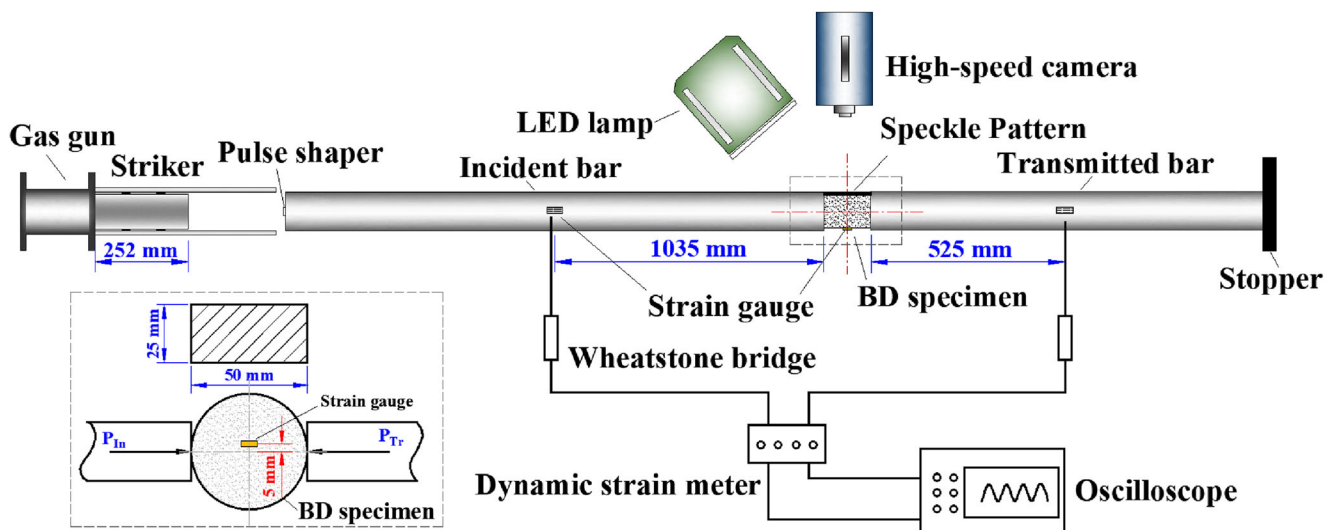 High-speed camera
LED lamp
Speckle Pattern
Gas gun
Striker
Pulse shaper
Incident bar
Transmitted bar
252 mm
1035 mm
525 mm
Stopper
Strain gauge
BD specimen
Wheatstone bridge
25 mm
50 mm
Strain gauge
P_In
P_Tr
5 mm
BD specimen
Dynamic strain meter
Oscilloscope